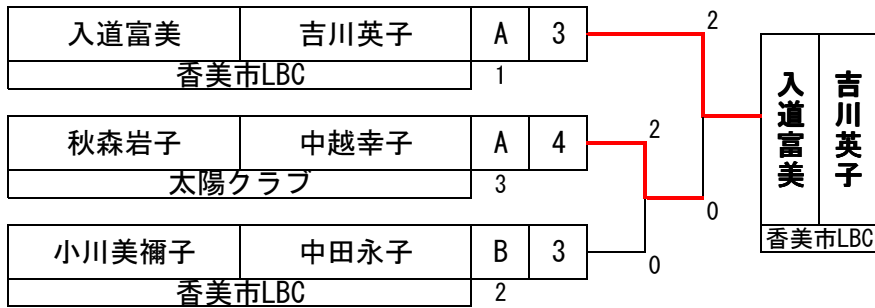 入道富美 吉川英子 A 3
香美市LBC 1
2
秋森岩子 中越幸子 A 4
太陽クラブ 3
2
0
小川美禰子 中田永子 B 3
香美市LBC 2
0
入道富美 吉川英子
香美市LBC